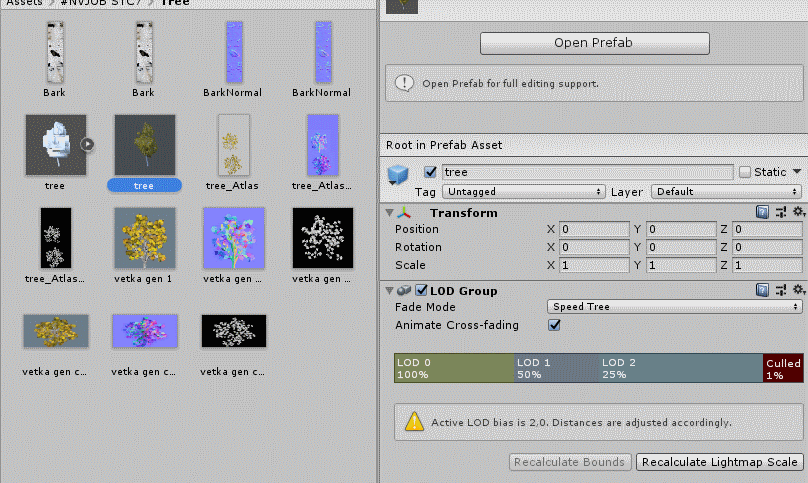 Assets > #NVJOB STC7 > Tree
Bark
Bark
BarkNormal
BarkNormal
tree
tree
tree_Atlas
tree_Atlas...
tree_Atlas...
vetka gen 1
vetka gen ...
vetka gen ...
vetka gen c...
vetka gen c...
vetka gen c...
Open Prefab
Open Prefab for full editing support.
Root in Prefab Asset
tree Static
Tag Untagged Layer Default
Transform
Position X 0 Y 0 Z 0
Rotation X 0 Y 0 Z 0
Scale X 1 Y 1 Z 1
LOD Group
Fade Mode Speed Tree
Animate Cross-fading
LOD 0 LOD 1 LOD 2 Culled
100% 50% 25% 1%
Active LOD bias is 2,0. Distances are adjusted accordingly.
Recalculate Bounds Recalculate Lightmap Scale